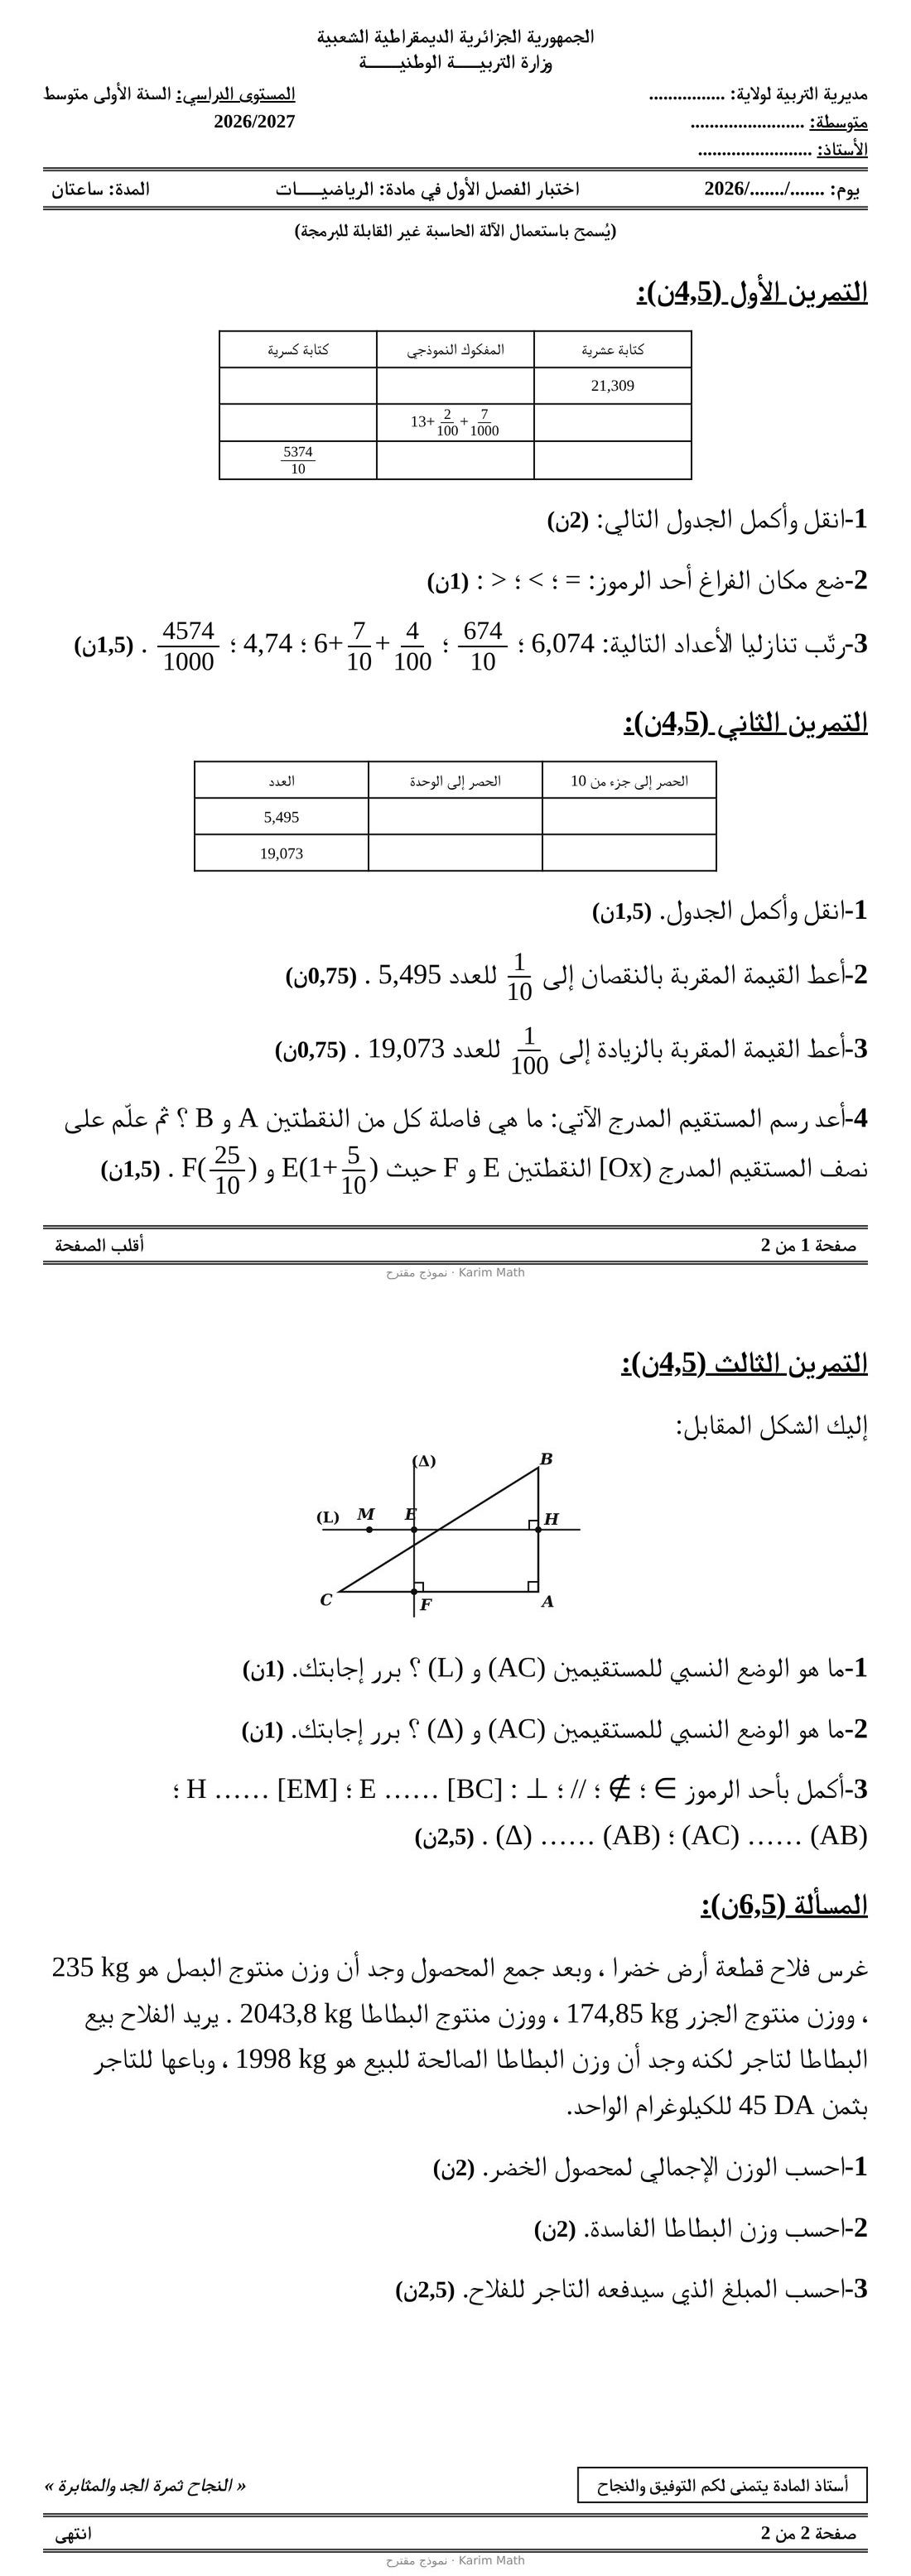 الجمهورية الجزائرية الديمقراطية الشعبية
وزارة التربيـــــة الوطنيـــــــة
مديرية التربية لولاية: ................
متوسطة: ........................
الأستاذ: ........................
المستوى الدراسي: السنة الأولى متوسط
2026/2027
يوم: ......./......./2026
اختبار الفصل الأول في مادة: الرياضيـــــات
المدة: ساعتان
(يُسمح باستعمال الآلة الحاسبة غير القابلة للبرمجة)
التمرين الأول (4,5ن):
كتابة عشرية | المفكوك النموذجي | كتابة كسرية
21,309
13+2/100+7/1000
5374/10
1-انقل وأكمل الجدول التالي: (2ن)
2-ضع مكان الفراغ أحد الرموز: = ؛ > ؛ < : (1ن)
3-رتّب تنازليا الأعداد التالية: 6,074 ؛ 674/10 ؛ 6+7/10+4/100 ؛ 4,74 ؛ 4574/1000 . (1,5ن)
التمرين الثاني (4,5ن):
الحصر إلى جزء من 10 | الحصر إلى الوحدة | العدد
5,495
19,073
1-انقل وأكمل الجدول. (1,5ن)
2-أعط القيمة المقربة بالنقصان إلى 1/10 للعدد 5,495 . (0,75ن)
3-أعط القيمة المقربة بالزيادة إلى 1/100 للعدد 19,073 . (0,75ن)
4-أعد رسم المستقيم المدرج الآتي: ما هي فاصلة كل من النقطتين A و B ؟ ثم علّم على
نصف المستقيم المدرج [Ox) النقطتين E و F حيث E(1+5/10) و F(25/10) . (1,5ن)
صفحة 1 من 2
أقلب الصفحة
Karim Math · نموذج مقترح
التمرين الثالث (4,5ن):
إليك الشكل المقابل:
(Δ) B
(L) M E H
C F A
1-ما هو الوضع النسبي للمستقيمين (AC) و (L) ؟ برر إجابتك. (1ن)
2-ما هو الوضع النسبي للمستقيمين (AC) و (Δ) ؟ برر إجابتك. (1ن)
3-أكمل بأحد الرموز ∈ ؛ ∉ ؛ // ؛ ⊥ : E …… [BC] ؛ H …… [EM] ؛
(AC) …… (AB) ؛ (Δ) …… (AB) . (2,5ن)
المسألة (6,5ن):
غرس فلاح قطعة أرض خضرا ، وبعد جمع المحصول وجد أن وزن منتوج البصل هو 235 kg
، ووزن منتوج الجزر 174,85 kg ، ووزن منتوج البطاطا 2043,8 kg . يريد الفلاح بيع
البطاطا لتاجر لكنه وجد أن وزن البطاطا الصالحة للبيع هو 1998 kg ، وباعها للتاجر
بثمن 45 DA للكيلوغرام الواحد.
1-احسب الوزن الإجمالي لمحصول الخضر. (2ن)
2-احسب وزن البطاطا الفاسدة. (2ن)
3-احسب المبلغ الذي سيدفعه التاجر للفلاح. (2,5ن)
أستاذ المادة يتمنى لكم التوفيق والنجاح
« النجاح ثمرة الجد والمثابرة »
صفحة 2 من 2
انتهى
Karim Math · نموذج مقترح